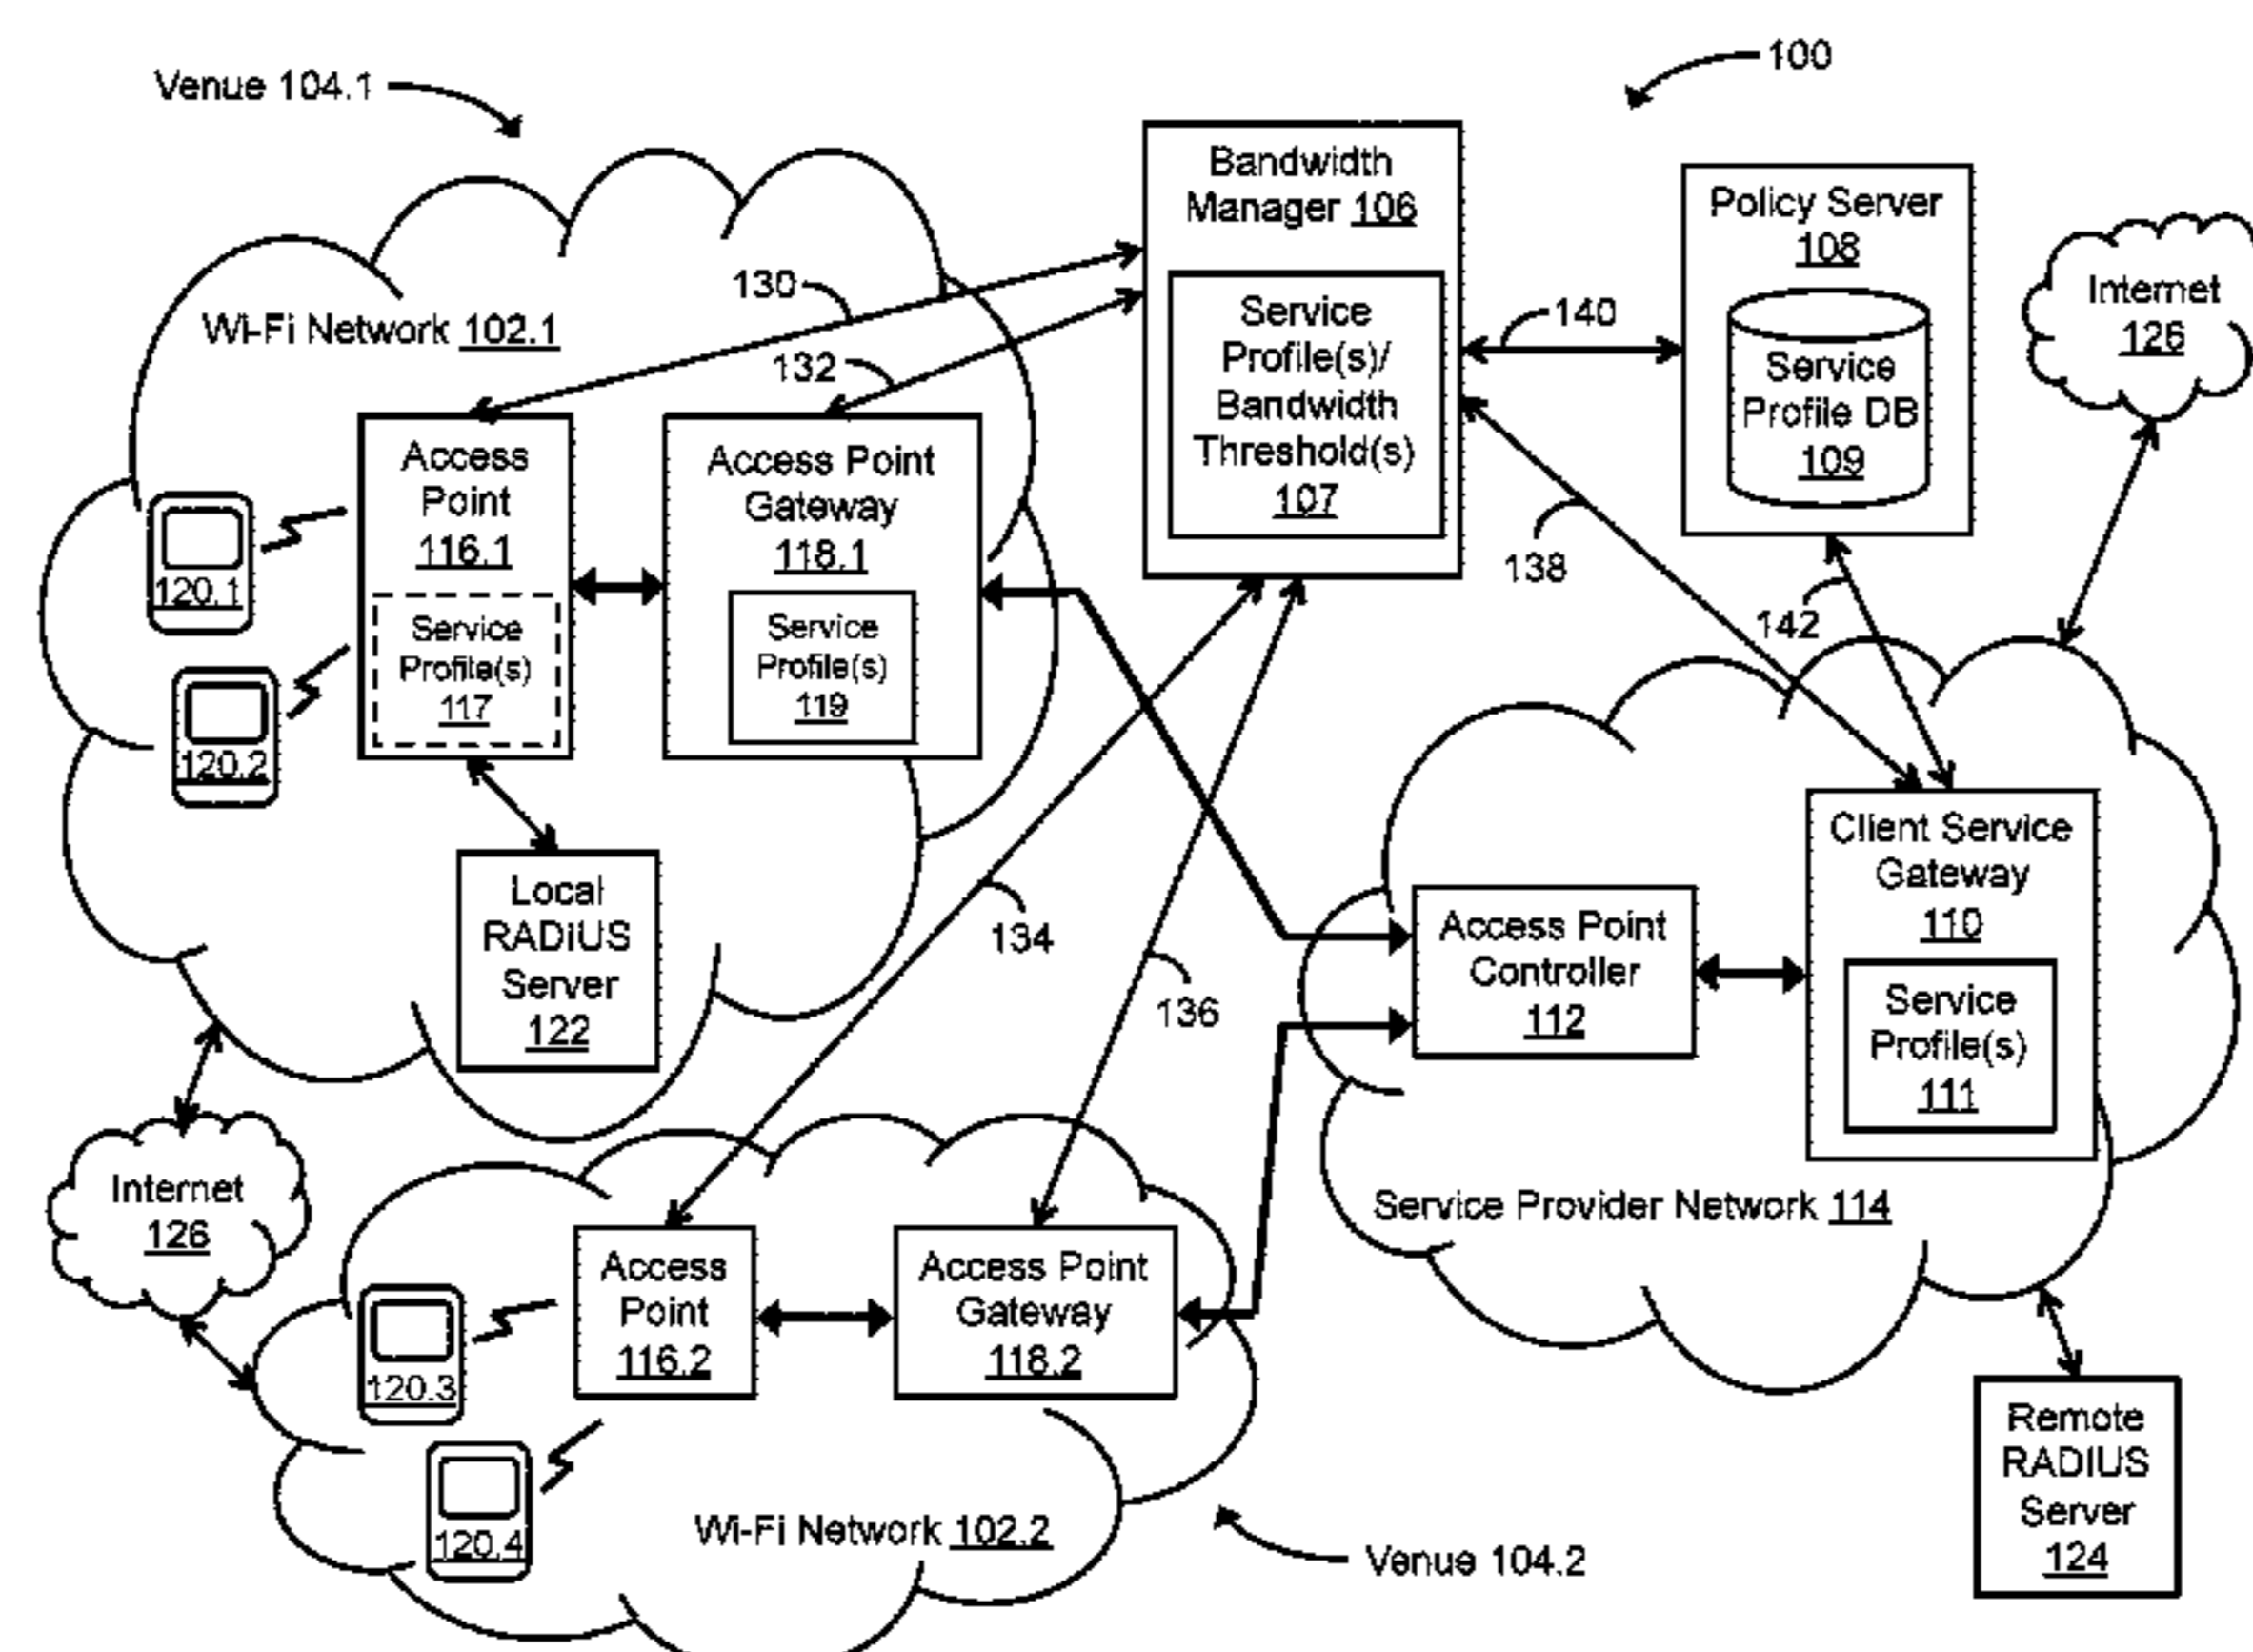 100
Venue 104.1
Bandwidth
Manager 106
Service
Profile(s)/
Bandwidth
Threshold(s)
107
Policy Server
108
Service
Profile DB
109
Internet
126
130
132
140
138
142
Wi-Fi Network 102.1
Access
Point
116.1
Service
Profile(s)
117
Access Point
Gateway
118.1
Service
Profile(s)
119
120.1
120.2
Local
RADIUS
Server
122
134
136
Access Point
Controller
112
Client Service
Gateway
110
Service
Profile(s)
111
Service Provider Network 114
Internet
126
Access
Point
116.2
Access Point
Gateway
118.2
120.3
120.4
Wi-Fi Network 102.2
Venue 104.2
Remote
RADIUS
Server
124